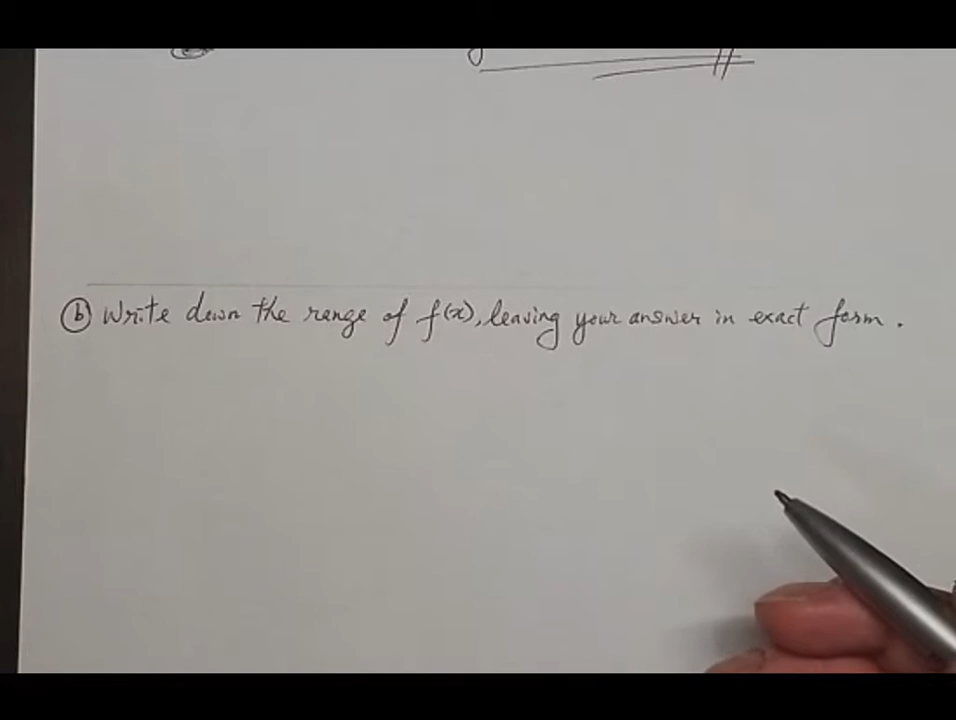 (b) Write down the range of f(x), leaving your answer in exact form.